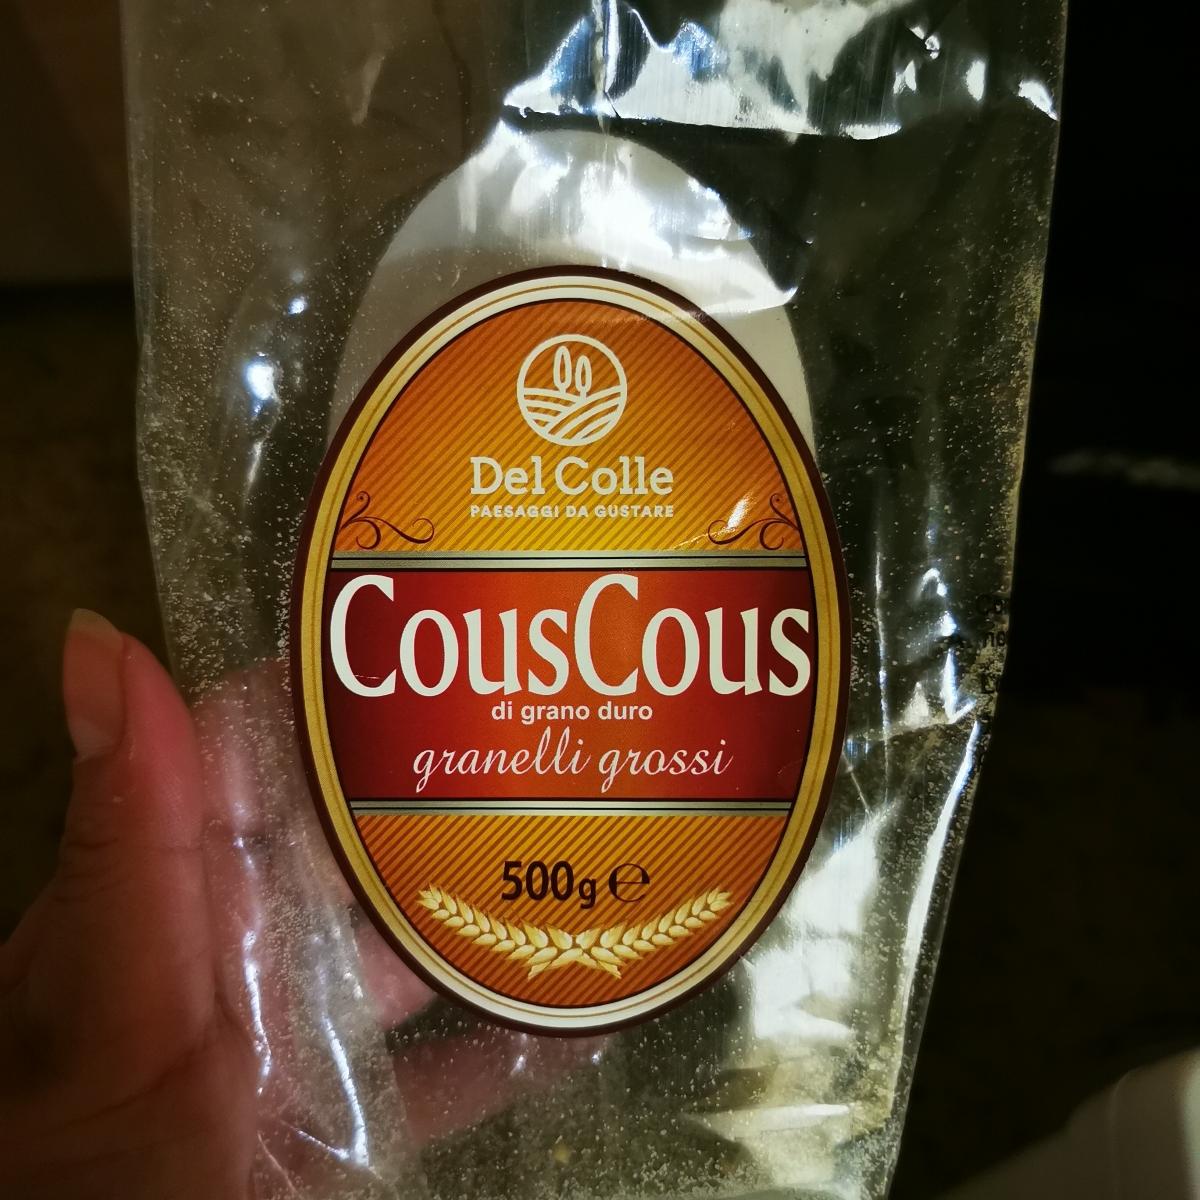 Del Colle
PAESAGGI DA GUSTARE
CousCous
di grano duro
granelli grossi
500g ℮